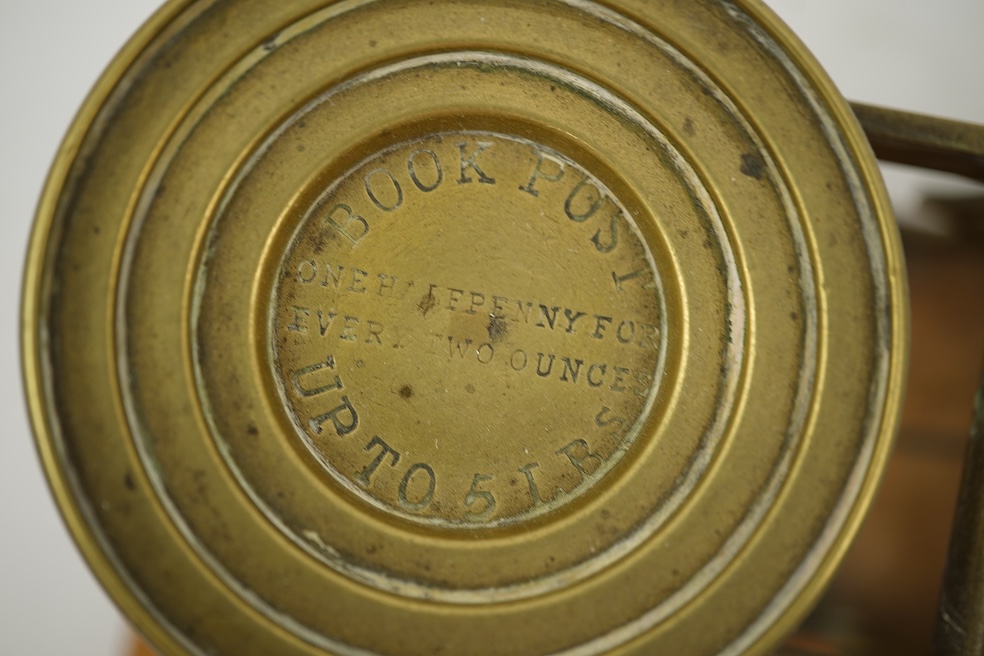 BOOK POST
ONE HALFPENNY FOR
EVERY TWO OUNCES
UP TO 5 LBS